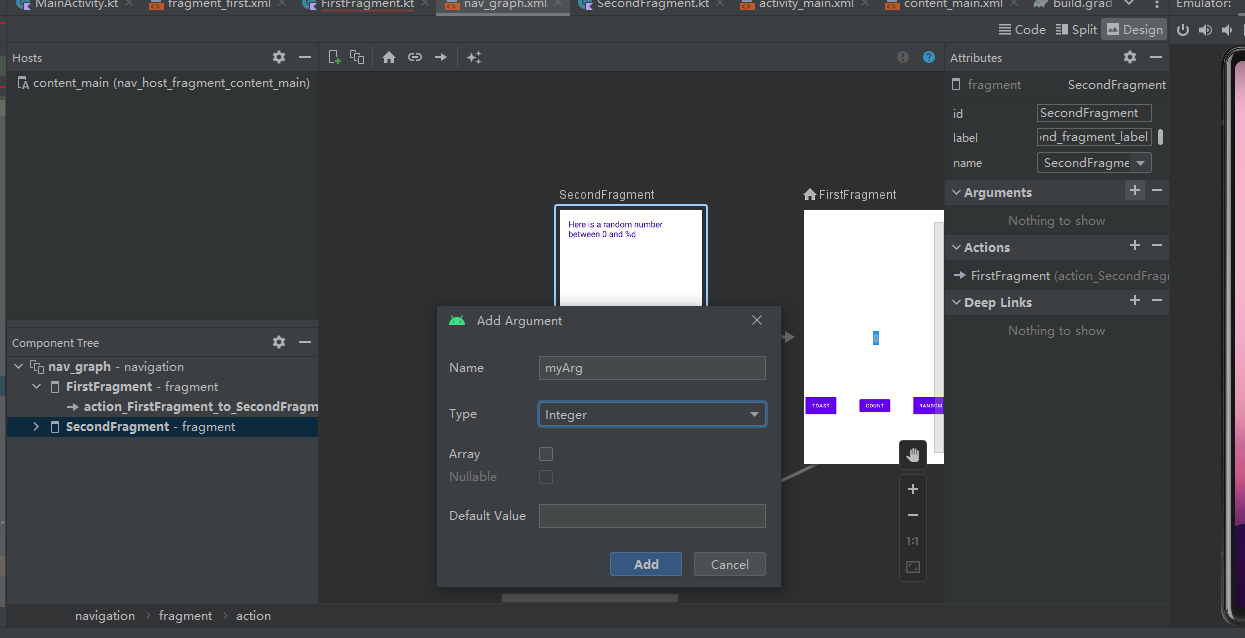 MainActivity.kt
fragment_first.xml
FirstFragment.kt
nav_graph.xml
SecondFragment.kt
activity_main.xml
content_main.xml
build.grad
Emulator:
Code
Split
Design
Hosts
Attributes
content_main (nav_host_fragment_content_main)
fragment
SecondFragment
id
SecondFragment
label
nd_fragment_label
name
SecondFragme
Arguments
Nothing to show
Actions
FirstFragment (action_SecondFragm
Deep Links
Nothing to show
SecondFragment
Here is a random number
between 0 and %d
FirstFragment
0
TOAST
COUNT
RANDOM
1:1
Add Argument
Name
myArg
Type
Integer
Array
Nullable
Default Value
Add
Cancel
Component Tree
nav_graph - navigation
FirstFragment - fragment
action_FirstFragment_to_SecondFragm
SecondFragment - fragment
navigation
fragment
action